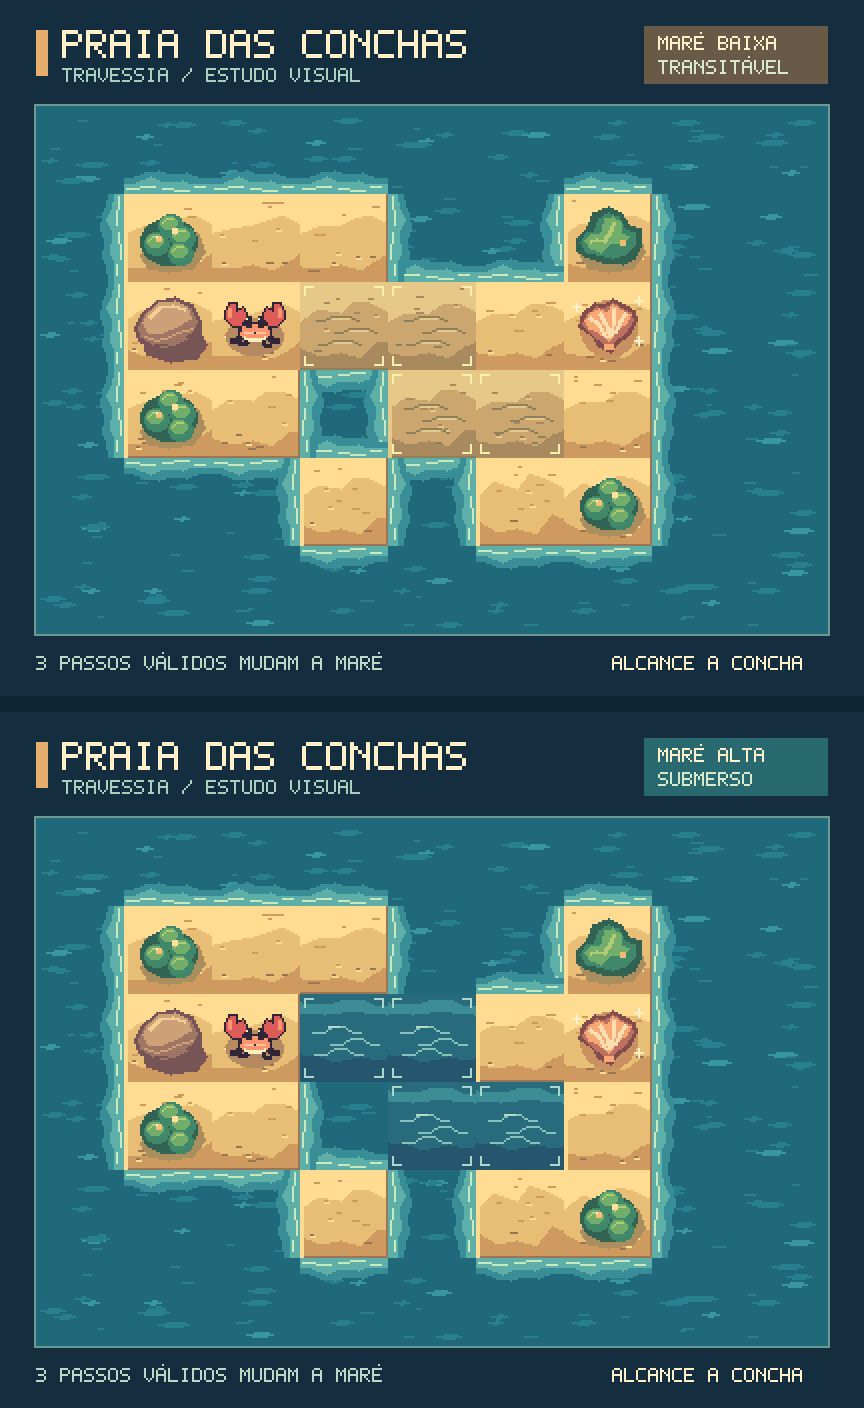 PRAIA DAS CONCHAS
TRAVESSIA / ESTUDO VISUAL
MARÉ BAIXA
TRANSITÁVEL
3 PASSOS VÁLIDOS MUDAM A MARÉ
ALCANCE A CONCHA
PRAIA DAS CONCHAS
TRAVESSIA / ESTUDO VISUAL
MARÉ ALTA
SUBMERSO
3 PASSOS VÁLIDOS MUDAM A MARÉ
ALCANCE A CONCHA